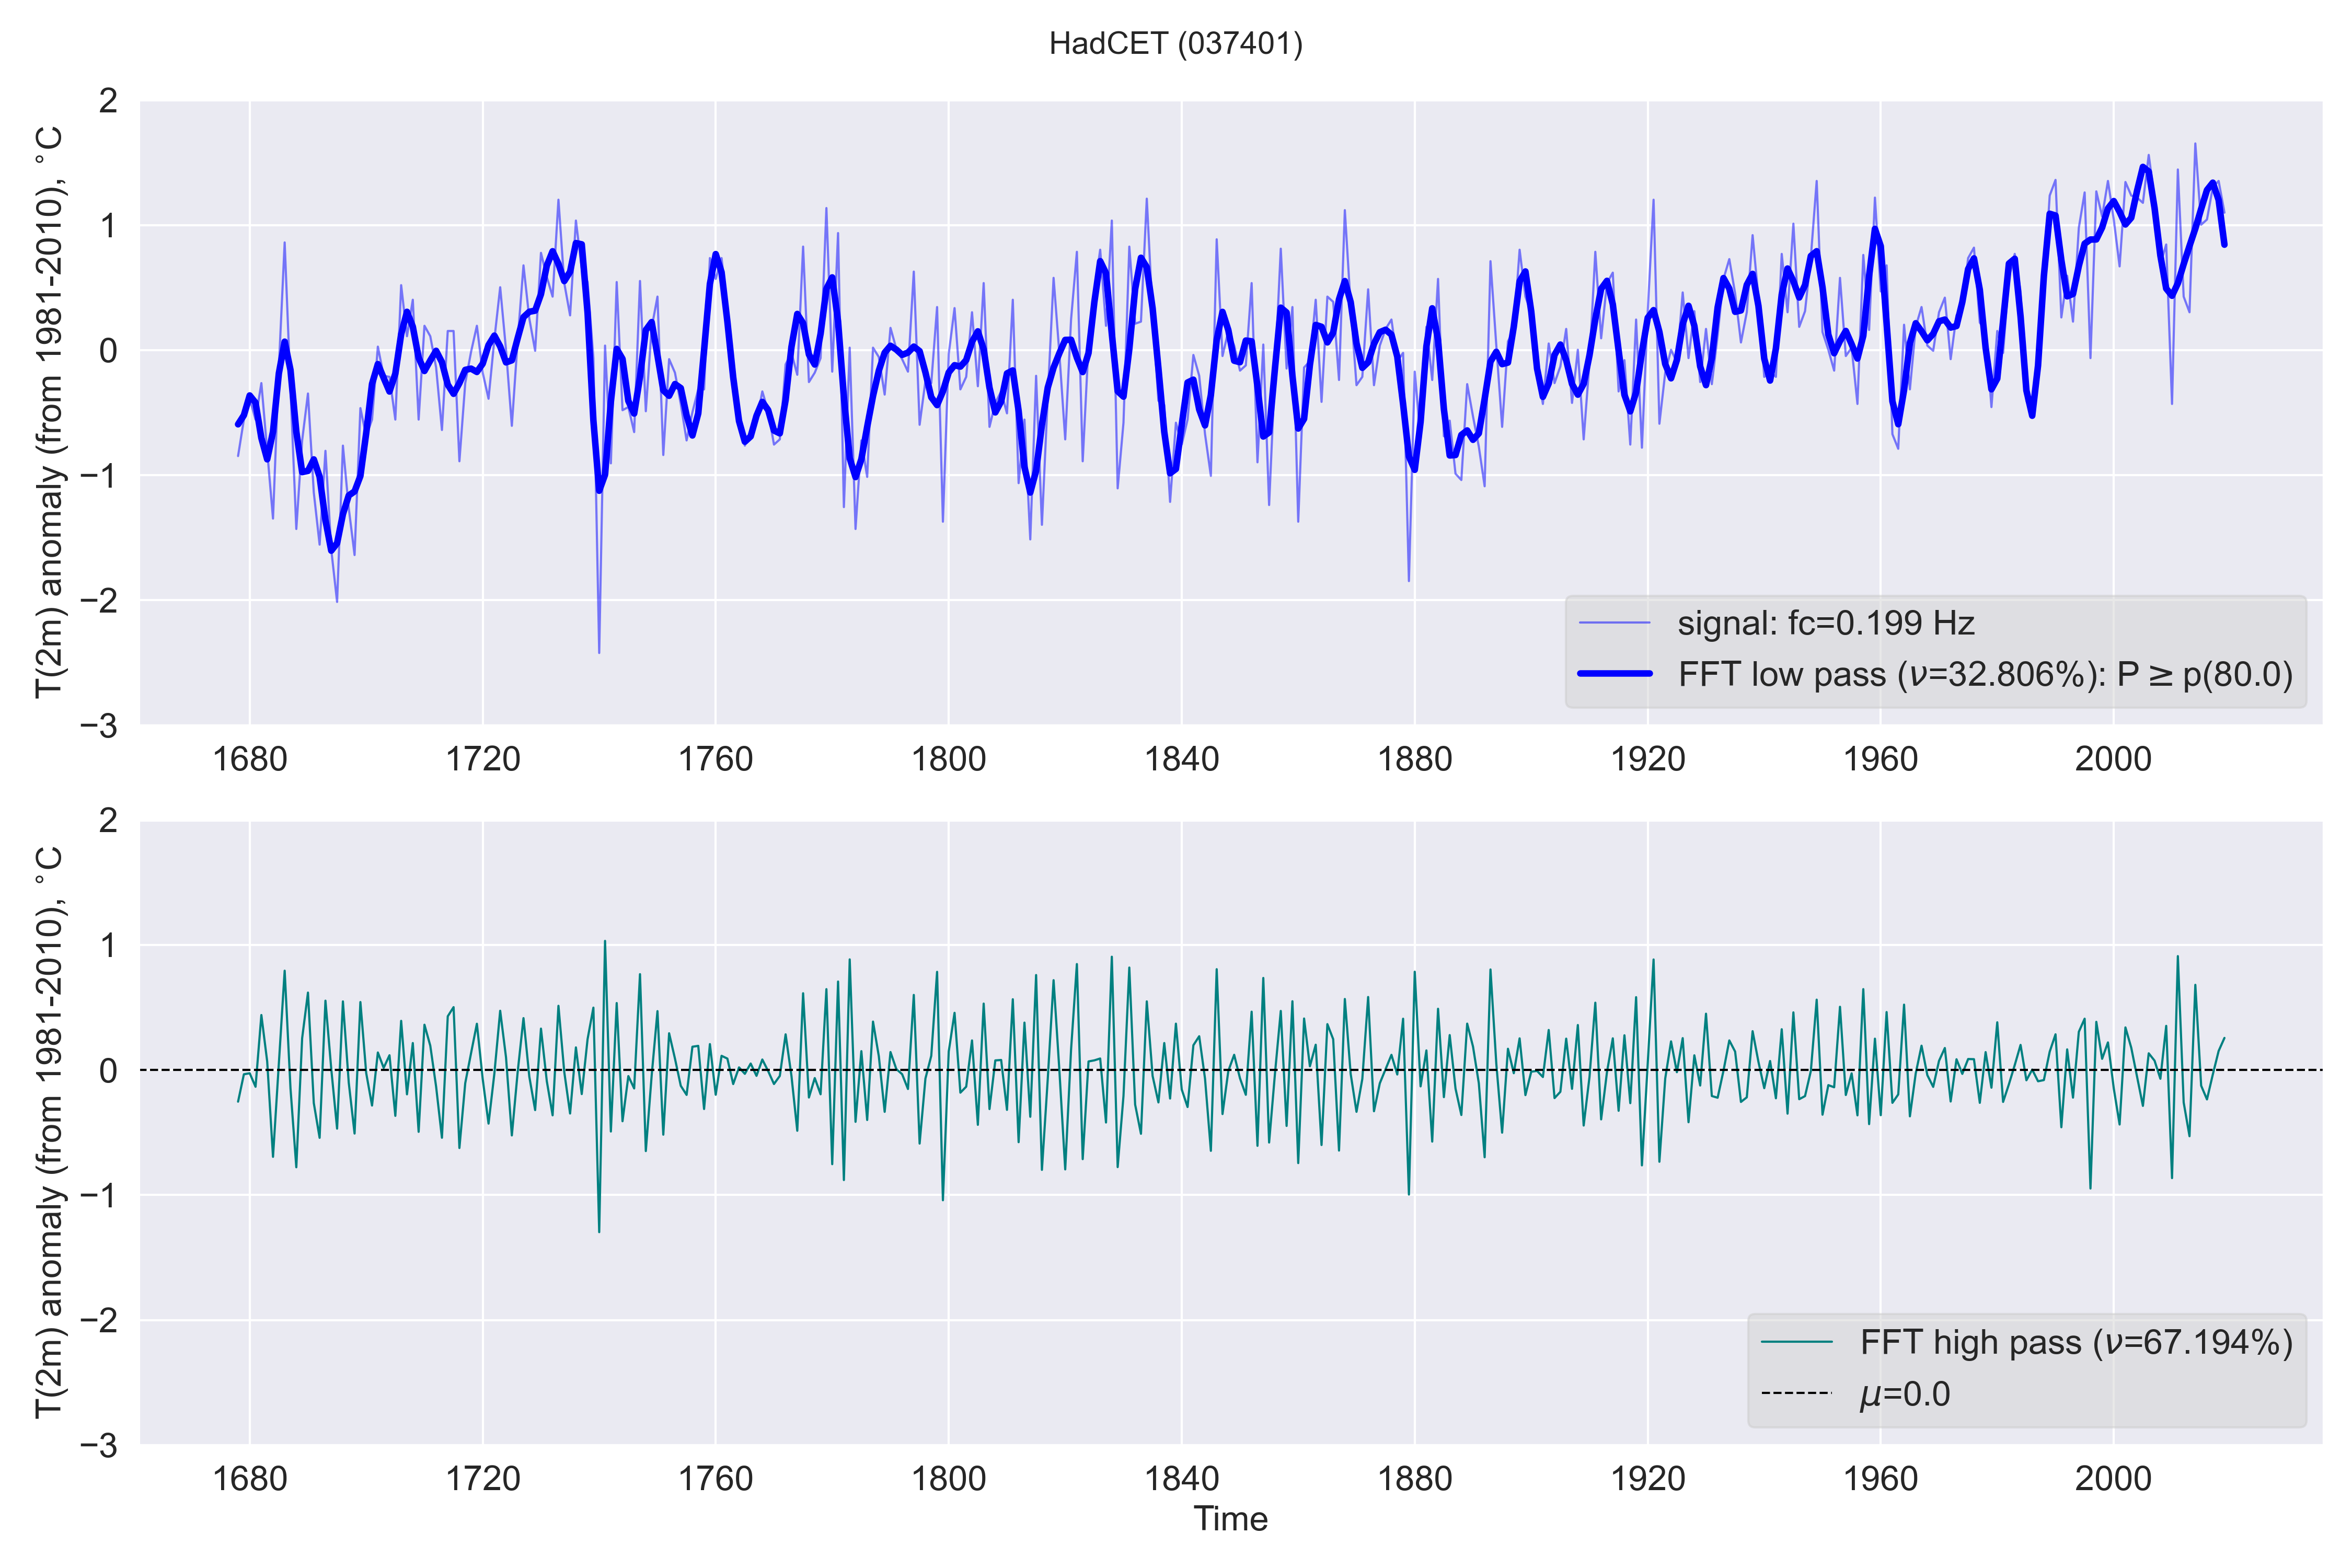 HadCET (037401)
T(2m) anomaly (from 1981-2010), °C
2
1
0
−1
−2
−3
signal: fc=0.199 Hz
FFT low pass (ν=32.806%): P ≥ p(80.0)
1680 1720 1760 1800 1840 1880 1920 1960 2000
T(2m) anomaly (from 1981-2010), °C
2
1
0
−1
−2
−3
FFT high pass (ν=67.194%)
μ=0.0
1680 1720 1760 1800 1840 1880 1920 1960 2000
Time